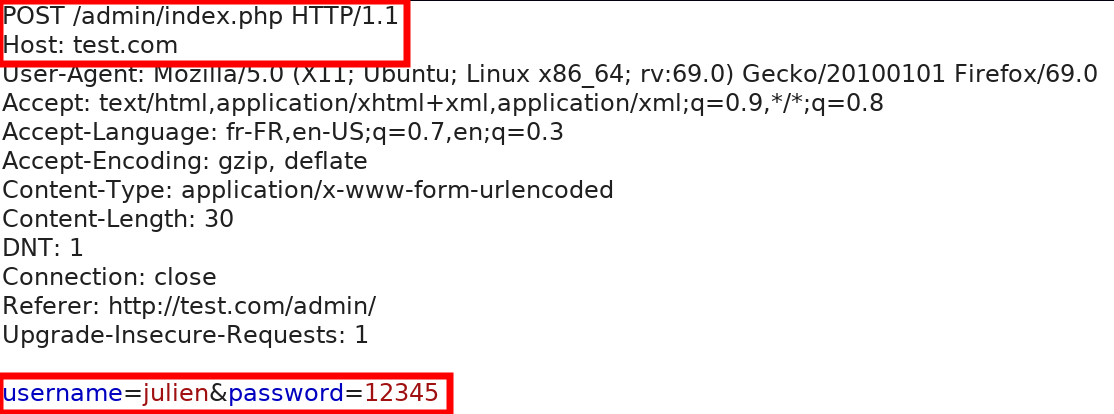 POST /admin/index.php HTTP/1.1
Host: test.com
User-Agent: Mozilla/5.0 (X11; Ubuntu; Linux x86_64; rv:69.0) Gecko/20100101 Firefox/69.0
Accept: text/html,application/xhtml+xml,application/xml;q=0.9,*/*;q=0.8
Accept-Language: fr-FR,en-US;q=0.7,en;q=0.3
Accept-Encoding: gzip, deflate
Content-Type: application/x-www-form-urlencoded
Content-Length: 30
DNT: 1
Connection: close
Referer: http://test.com/admin/
Upgrade-Insecure-Requests: 1
username=julien&password=12345